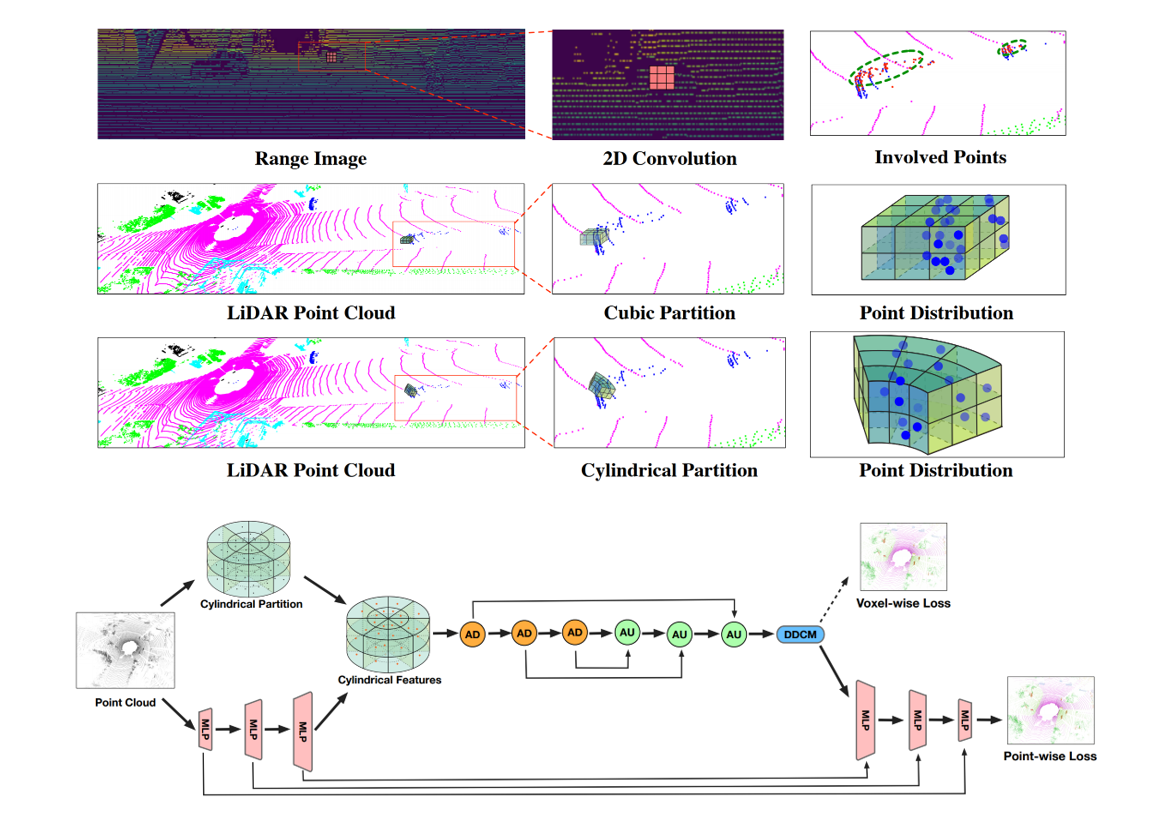 Range Image
2D Convolution
Involved Points
LiDAR Point Cloud
Cubic Partition
Point Distribution
LiDAR Point Cloud
Cylindrical Partition
Point Distribution
Cylindrical Partition
Voxel-wise Loss
AD
AD
AD
AU
AU
AU
DDCM
Cylindrical Features
Point Cloud
MLP
MLP
MLP
MLP
MLP
MLP
Point-wise Loss